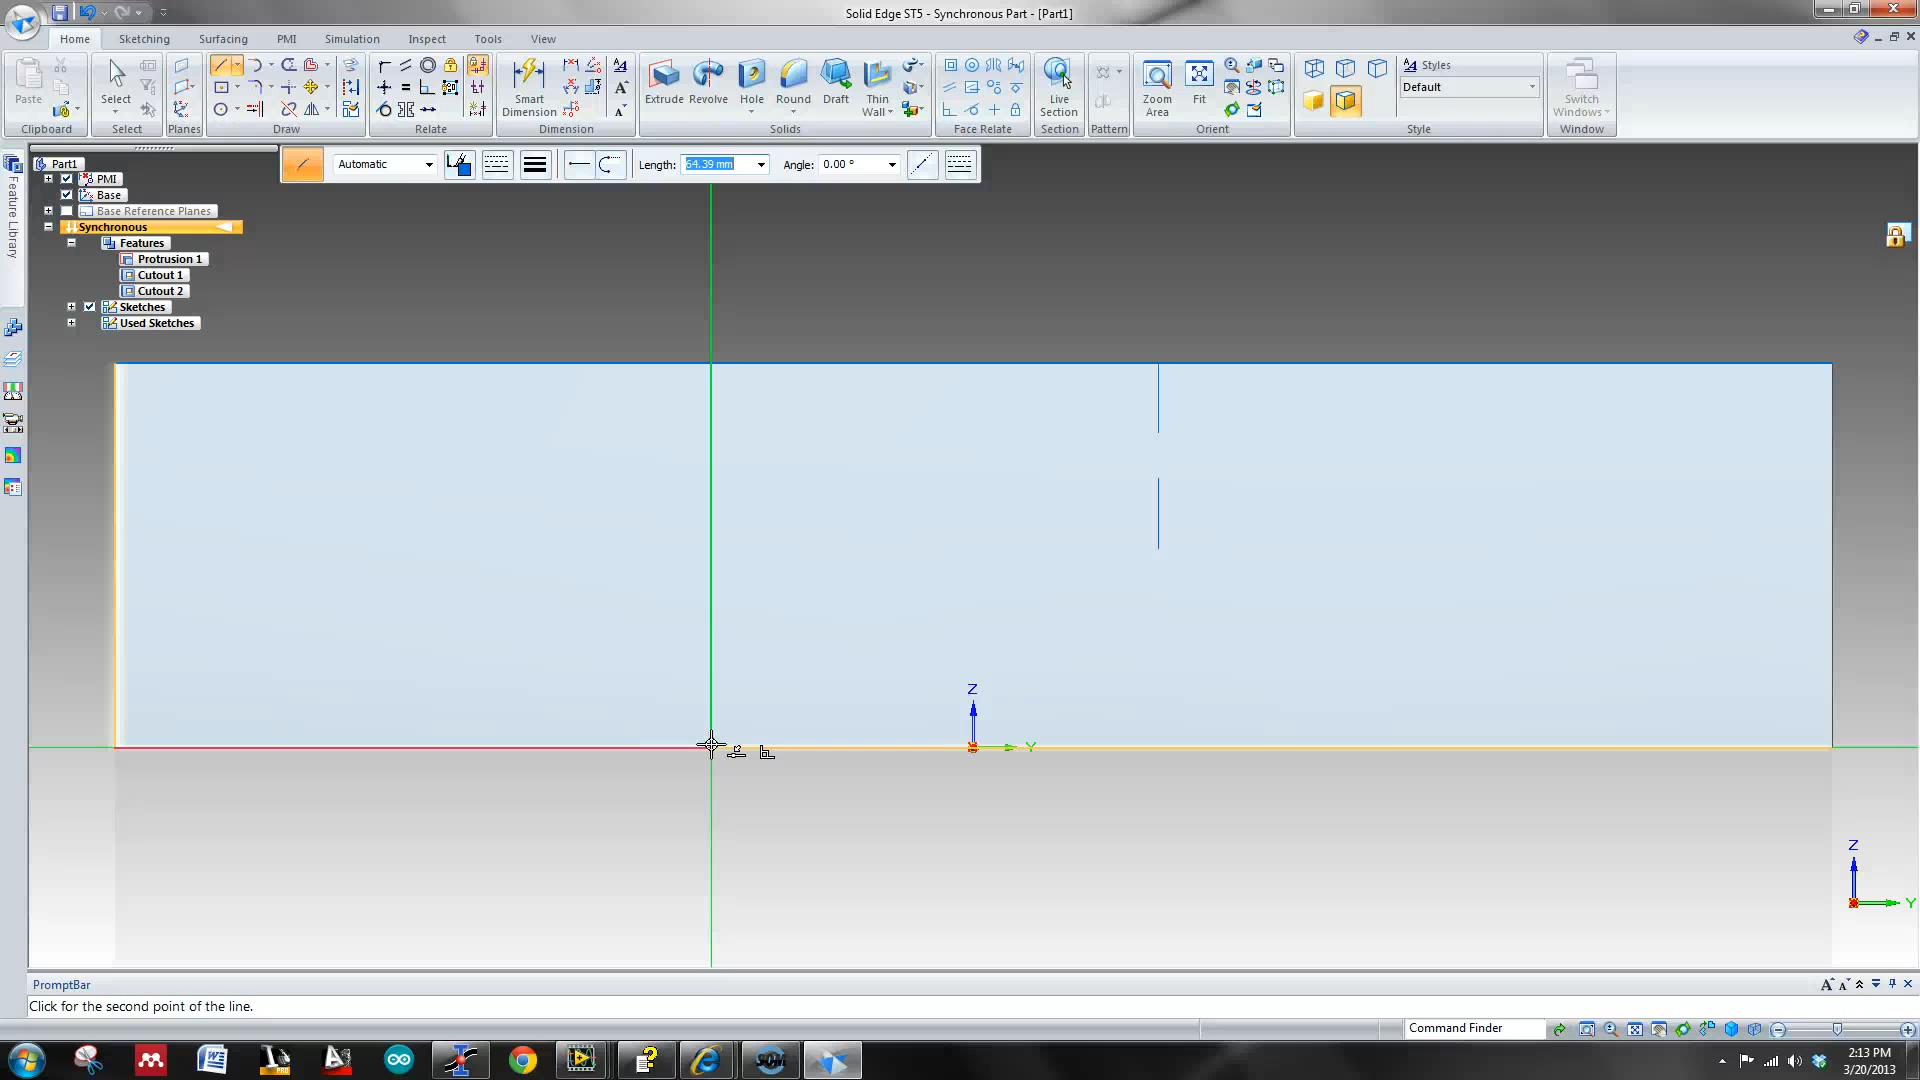 Solid Edge ST5 - Synchronous Part - [Part1]
Home Sketching Surfacing PMI Simulation Inspect Tools View
Paste
Clipboard
Select
Select
Planes
Draw
Relate
Smart Dimension
Dimension
Extrude Revolve Hole Round Draft Thin Wall
Solids
Face Relate
Live Section
Section
Pattern
Zoom Area
Fit
Orient
Styles
Default
Style
Switch Windows
Window
Automatic
Length: 64.39 mm
Angle: 0.00 °
Feature Library
Part1
PMI
Base
Base Reference Planes
Synchronous
Features
Protrusion 1
Cutout 1
Cutout 2
Sketches
Used Sketches
Z
Y
Z
Y
PromptBar
Click for the second point of the line.
Command Finder
2:13 PM
3/20/2013